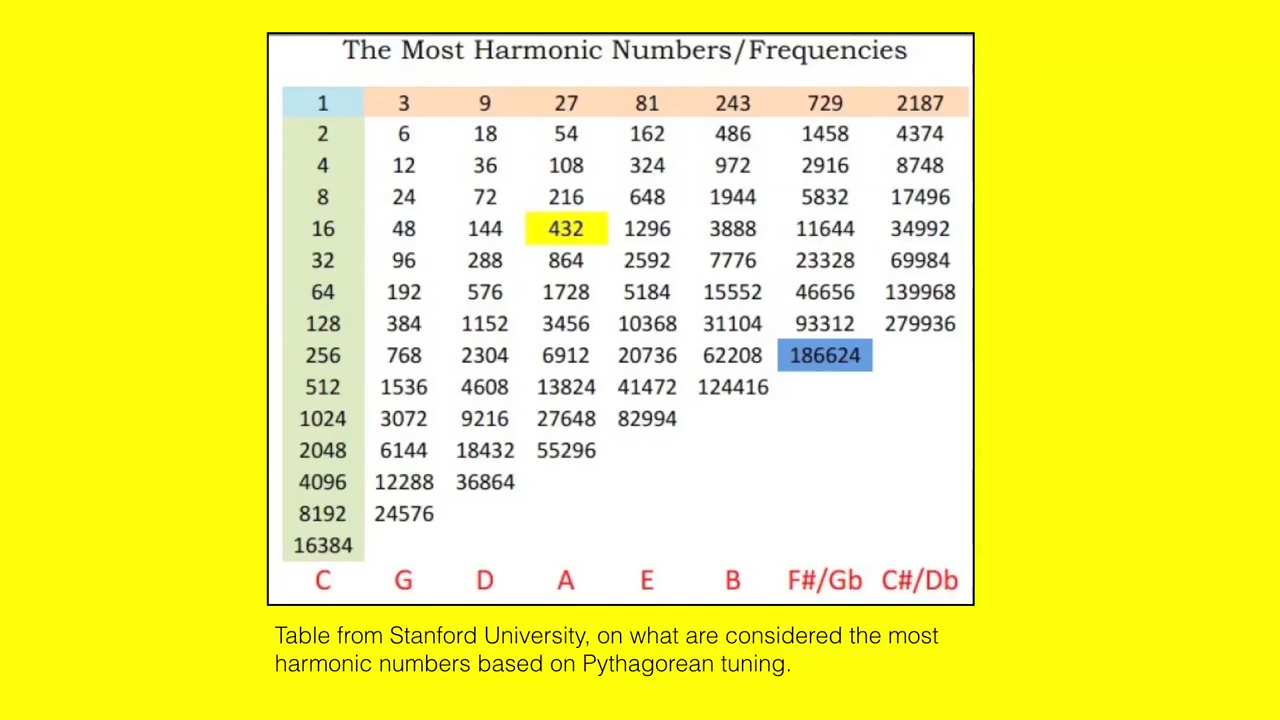 The Most Harmonic Numbers/Frequencies
1 3 9 27 81 243 729 2187
2 6 18 54 162 486 1458 4374
4 12 36 108 324 972 2916 8748
8 24 72 216 648 1944 5832 17496
16 48 144 432 1296 3888 11644 34992
32 96 288 864 2592 7776 23328 69984
64 192 576 1728 5184 15552 46656 139968
128 384 1152 3456 10368 31104 93312 279936
256 768 2304 6912 20736 62208 186624
512 1536 4608 13824 41472 124416
1024 3072 9216 27648 82994
2048 6144 18432 55296
4096 12288 36864
8192 24576
16384
C G D A E B F#/Gb C#/Db
Table from Stanford University, on what are considered the most
harmonic numbers based on Pythagorean tuning.